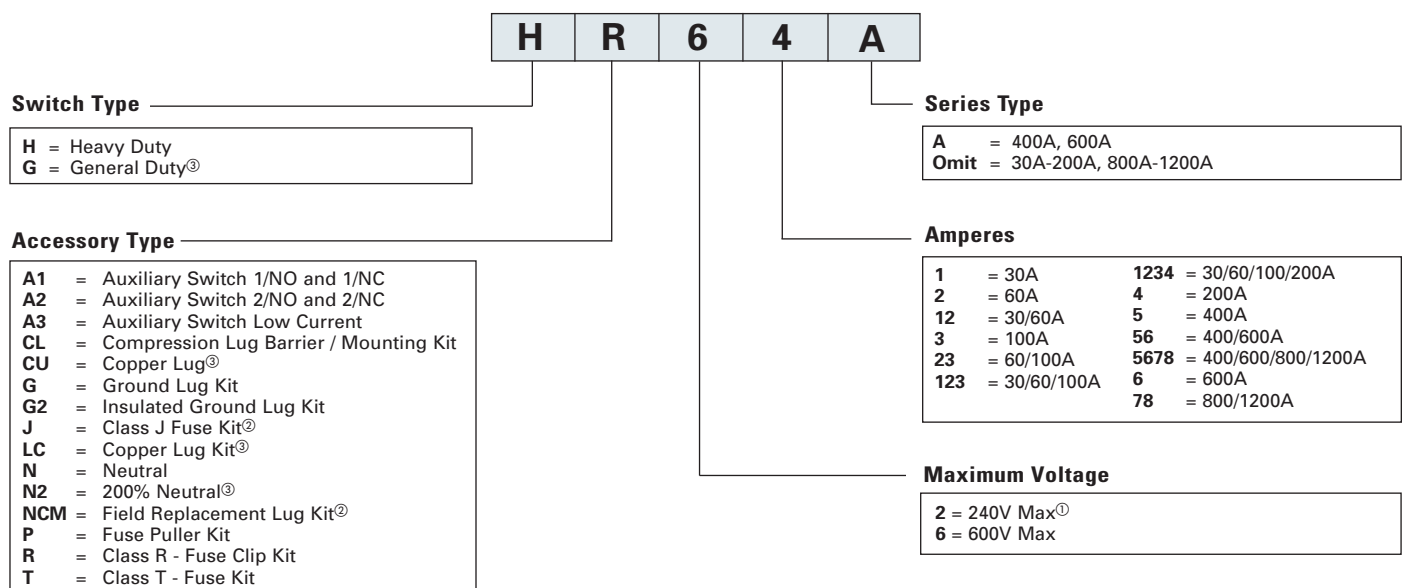 H R 6 4 A
Switch Type
H = Heavy Duty
G = General Duty③
Accessory Type
A1 = Auxiliary Switch 1/NO and 1/NC
A2 = Auxiliary Switch 2/NO and 2/NC
A3 = Auxiliary Switch Low Current
CL = Compression Lug Barrier / Mounting Kit
CU = Copper Lug③
G = Ground Lug Kit
G2 = Insulated Ground Lug Kit
J = Class J Fuse Kit②
LC = Copper Lug Kit③
N = Neutral
N2 = 200% Neutral③
NCM = Field Replacement Lug Kit②
P = Fuse Puller Kit
R = Class R - Fuse Clip Kit
T = Class T - Fuse Kit
Series Type
A = 400A, 600A
Omit = 30A-200A, 800A-1200A
Amperes
1 = 30A
2 = 60A
12 = 30/60A
3 = 100A
23 = 60/100A
123 = 30/60/100A
1234 = 30/60/100/200A
4 = 200A
5 = 400A
56 = 400/600A
5678 = 400/600/800/1200A
6 = 600A
78 = 800/1200A
Maximum Voltage
2 = 240V Max①
6 = 600V Max